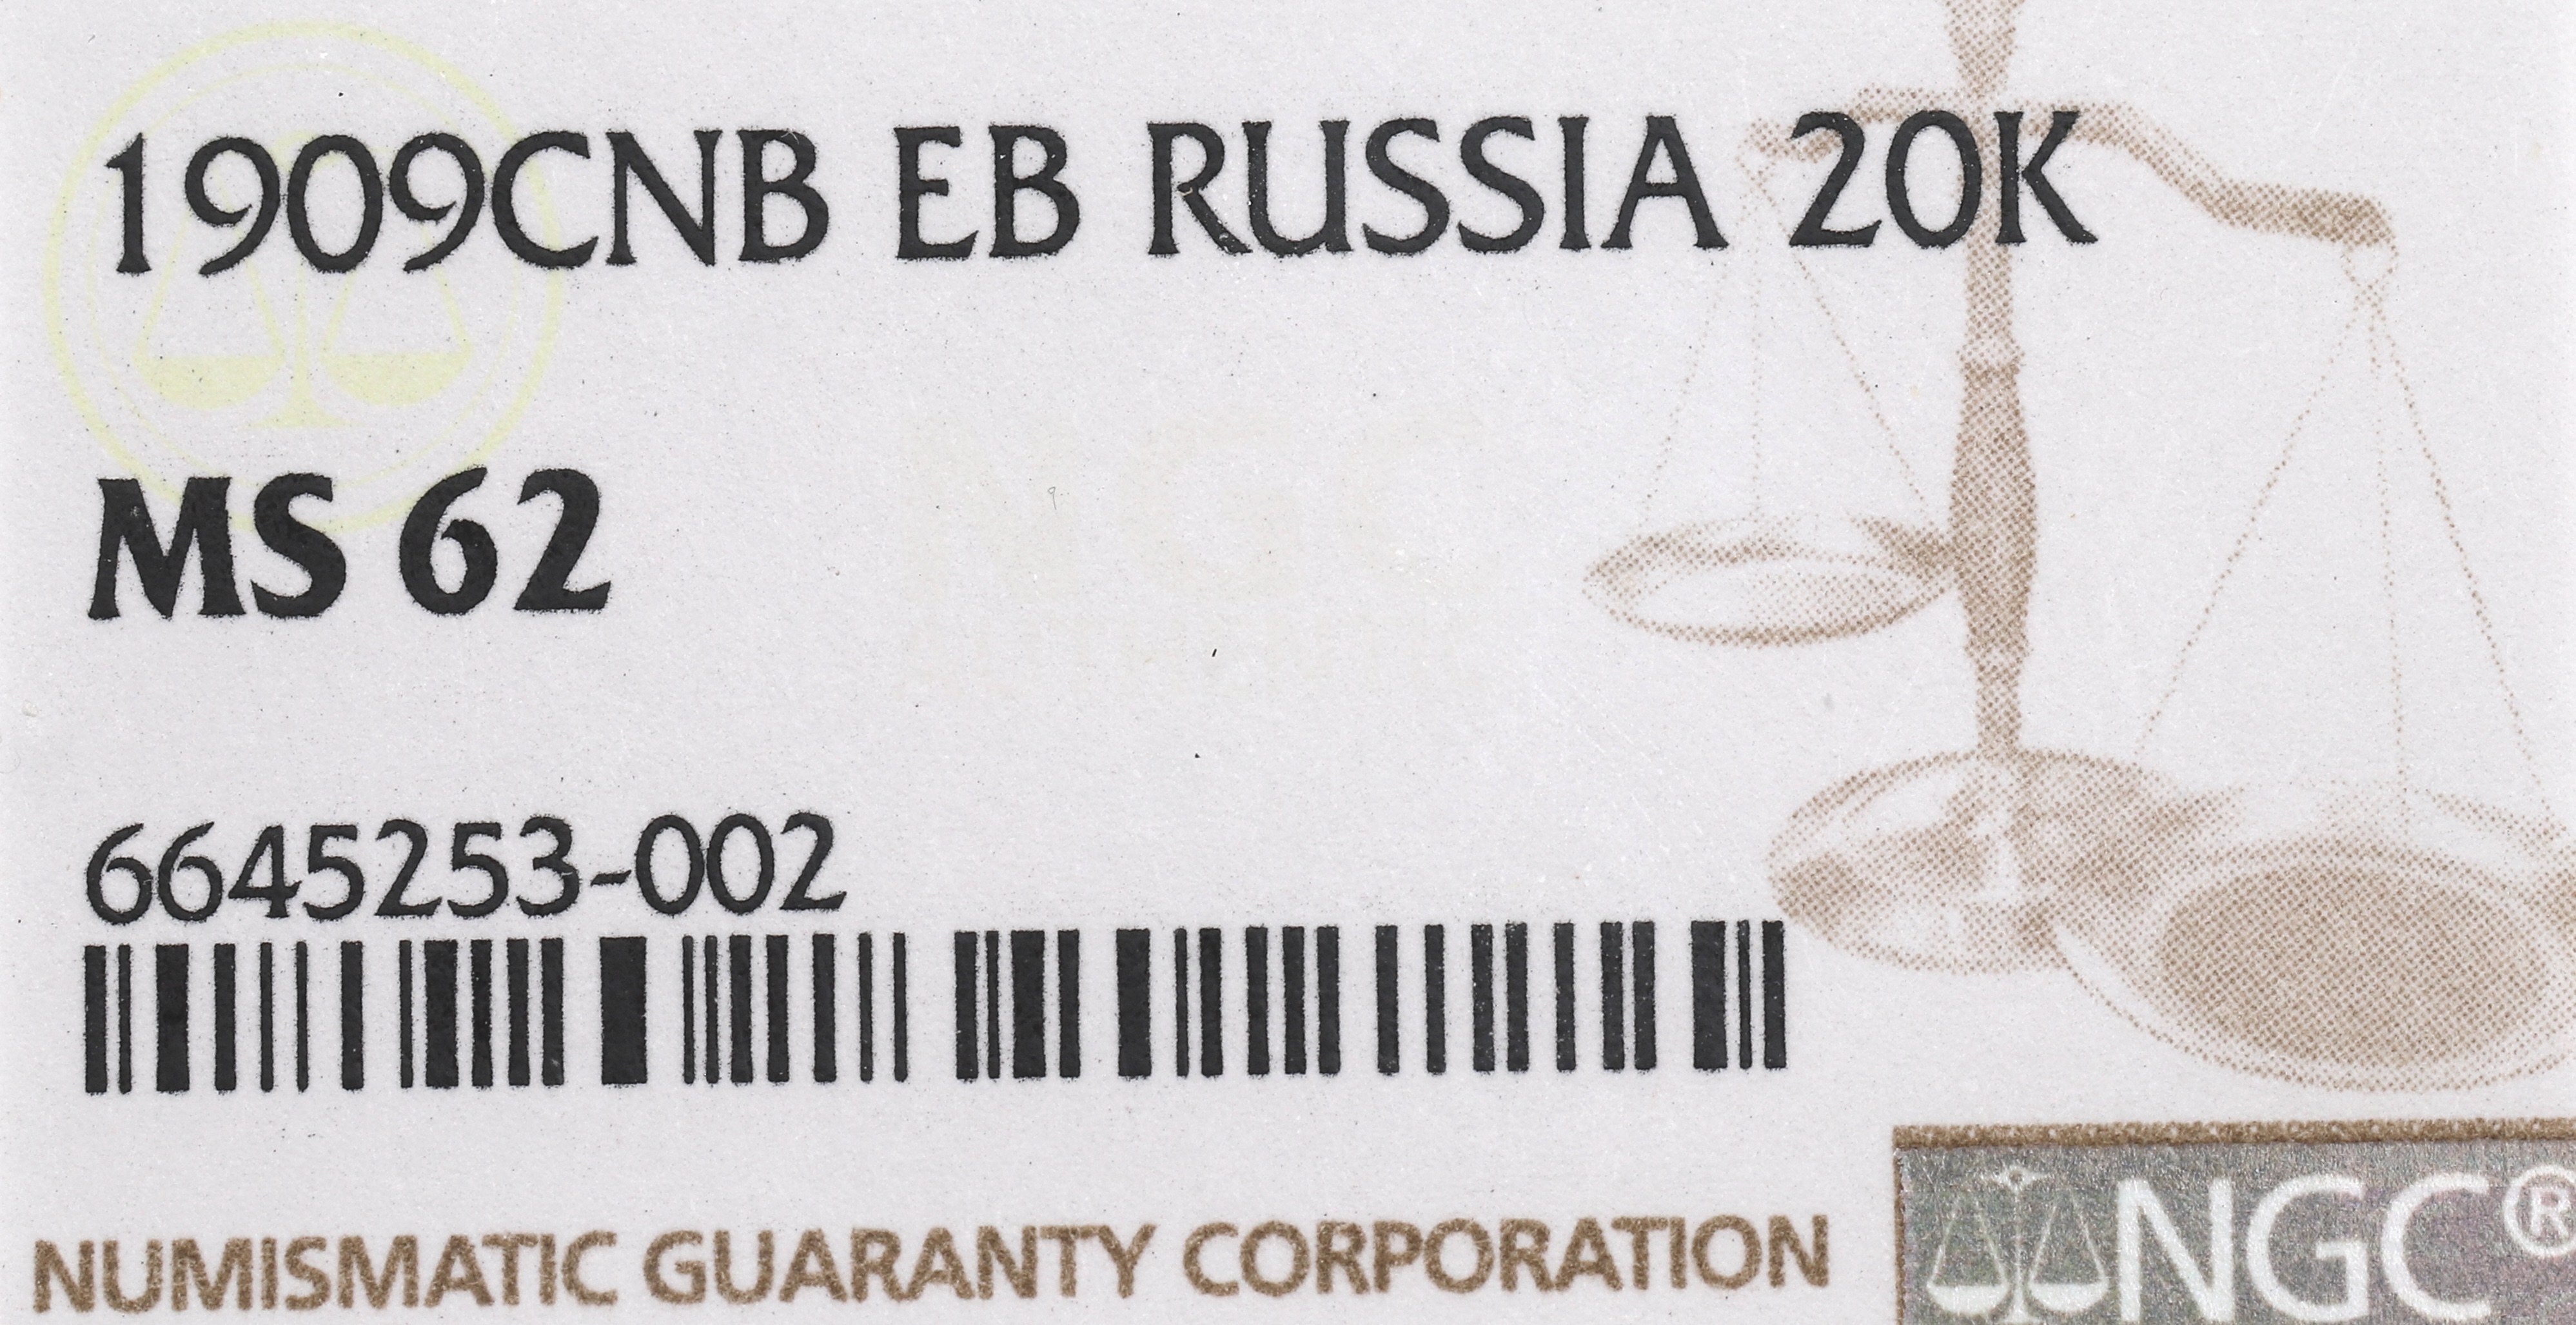 1909CNB EB RUSSIA 20K
MS 62
6645253-002
NUMISMATIC GUARANTY CORPORATION
NGC®